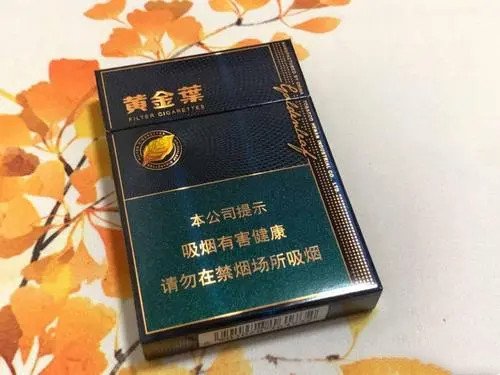 黄金葉
FILTER CIGARETTES
Goldenleaf
本公司提示
吸烟有害健康
请勿在禁烟场所吸烟